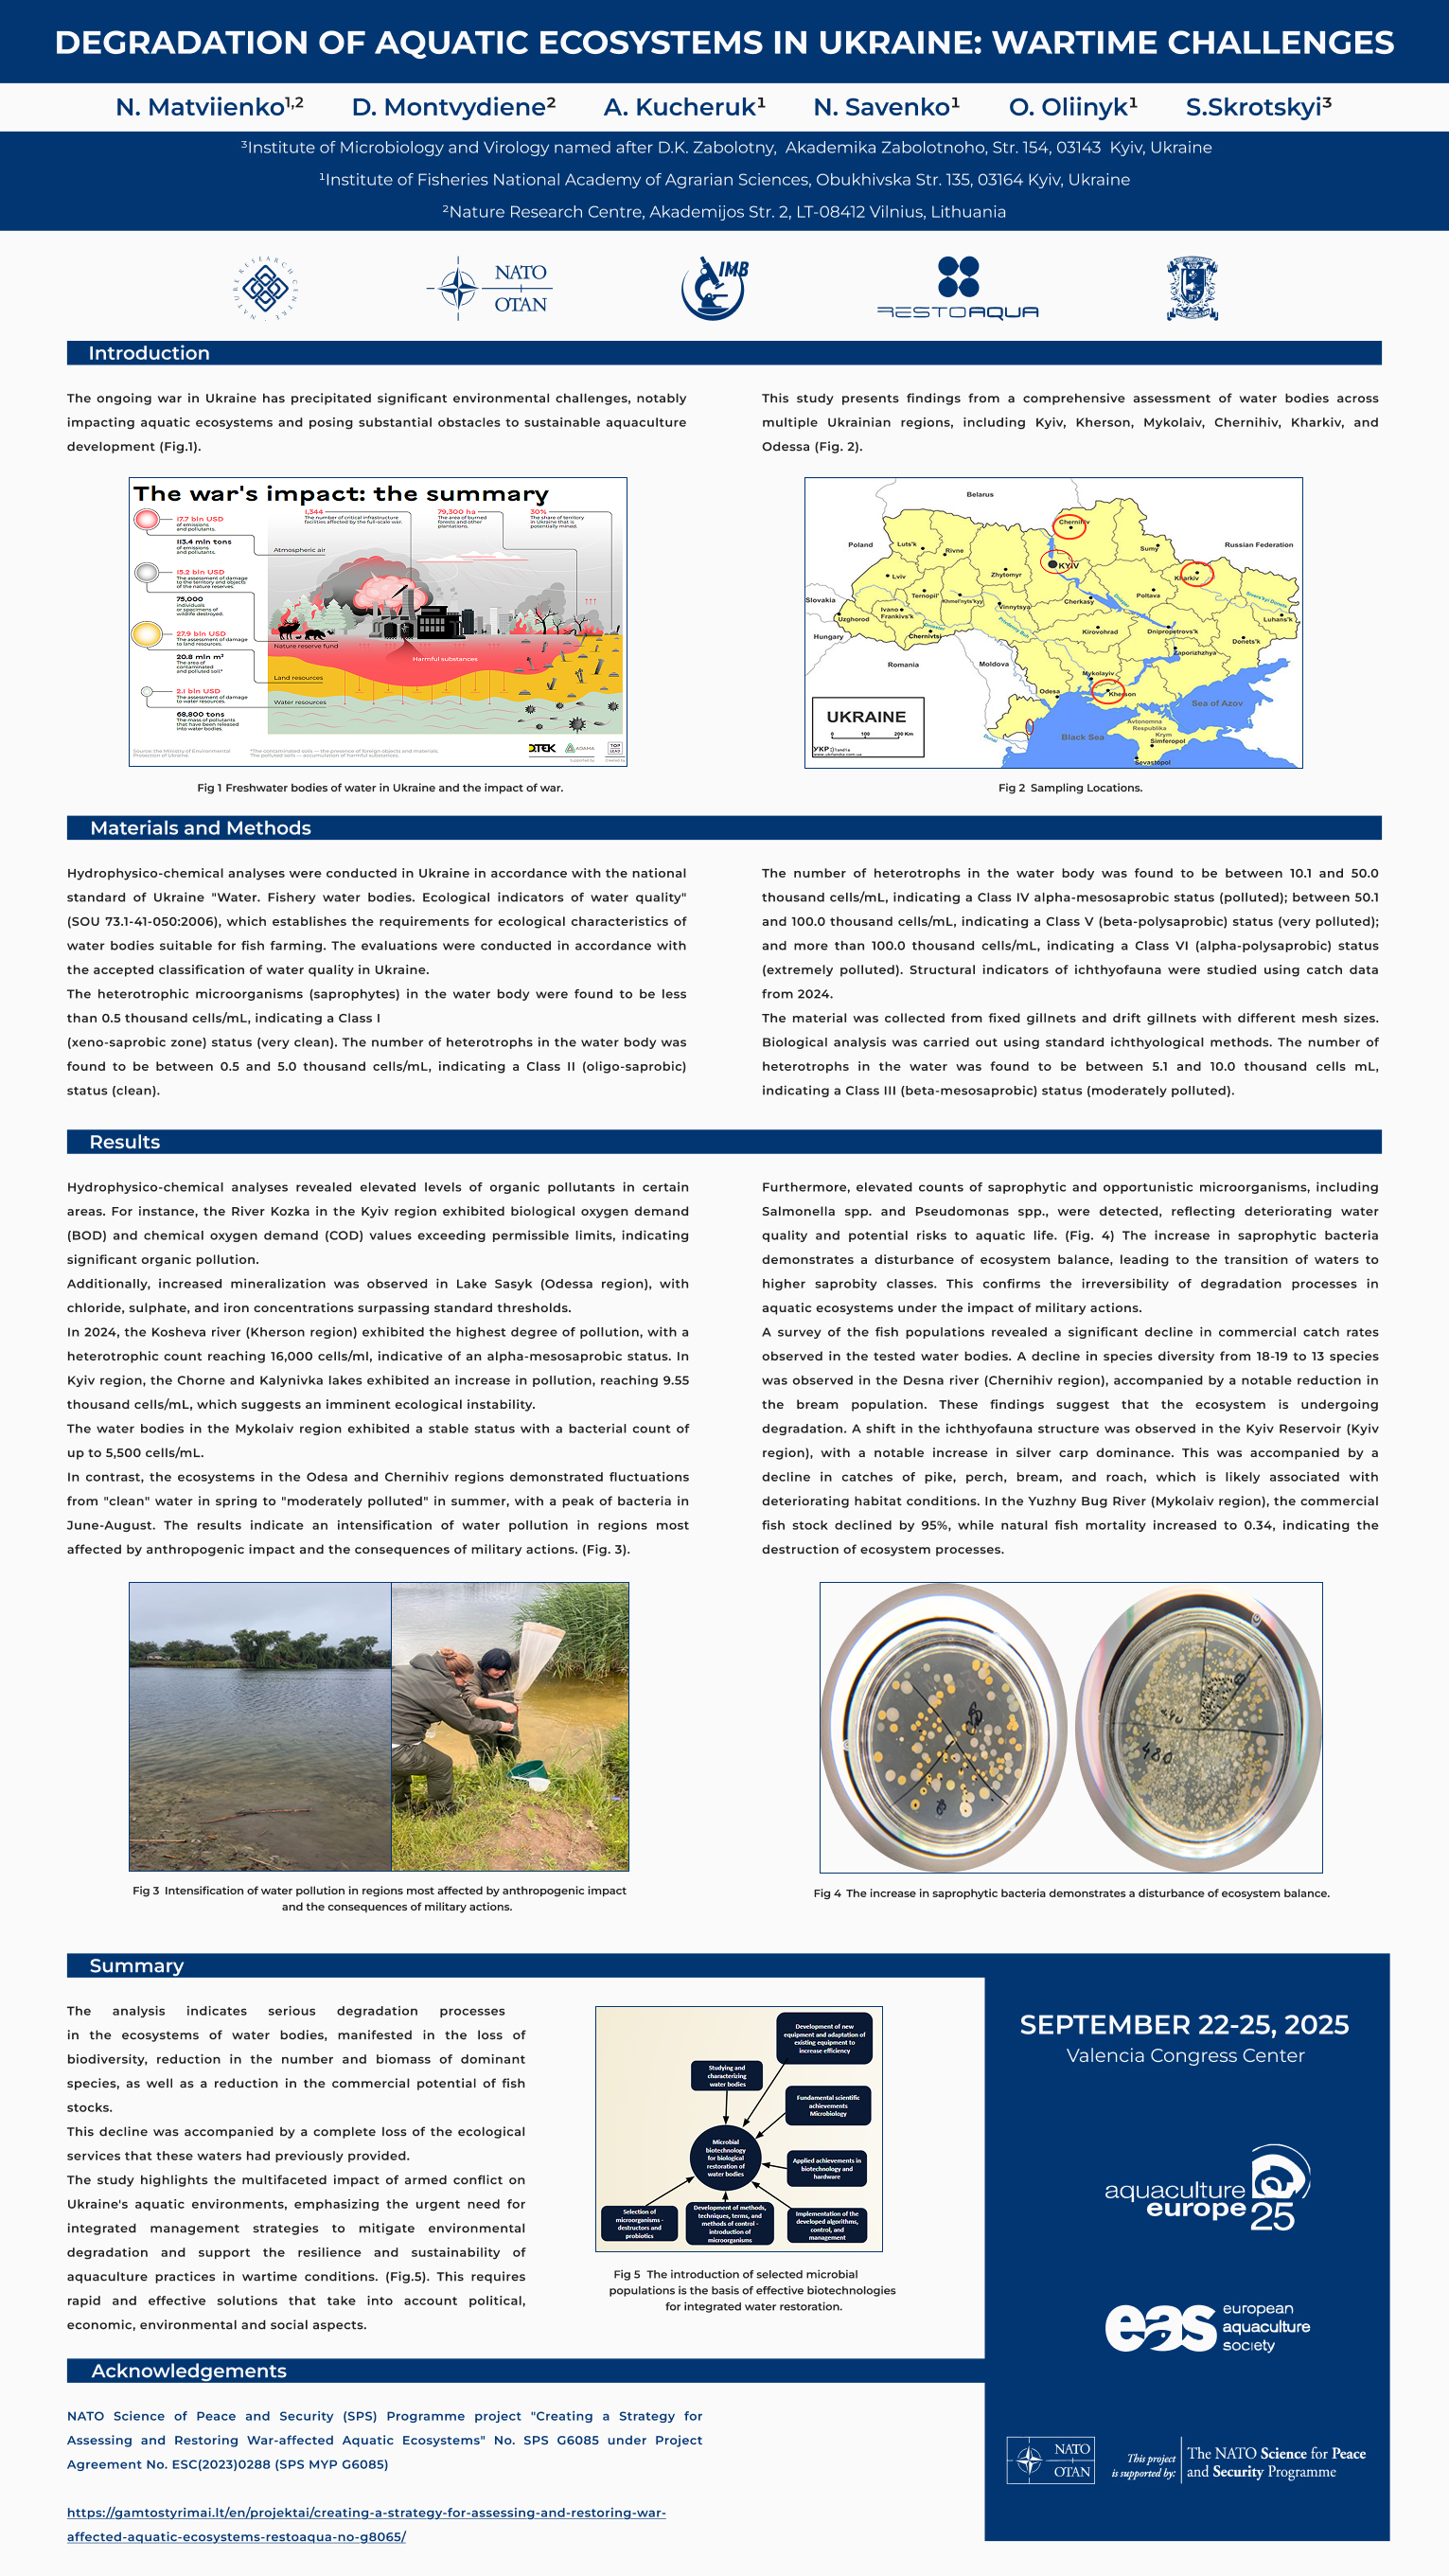 DEGRADATION OF AQUATIC ECOSYSTEMS IN UKRAINE: WARTIME CHALLENGES
N. Matviienko¹,² D. Montvydiene² A. Kucheruk¹ N. Savenko¹ O. Oliinyk¹ S.Skrotskyi³
³Institute of Microbiology and Virology named after D.K. Zabolotny, Akademika Zabolotnoho, Str. 154, 03143 Kyiv, Ukraine
¹Institute of Fisheries National Academy of Agrarian Sciences, Obukhivska Str. 135, 03164 Kyiv, Ukraine
²Nature Research Centre, Akademijos Str. 2, LT-08412 Vilnius, Lithuania
NATURE RESEARCH CENTRE
NATO
OTAN
IMB
RESTOAQUA
Introduction
The ongoing war in Ukraine has precipitated significant environmental challenges, notably
impacting aquatic ecosystems and posing substantial obstacles to sustainable aquaculture
development (Fig.1).
The war's impact: the summary
17.7 bln USD
of emissions
and pollutants.
113.4 mln tons
of emissions
and pollutants.
15.2 bln USD
The assessment of damage
to the territory and objects
of the nature reserves.
75,000
individuals
or specimens of
wildlife destroyed.
27.9 bln USD
The assessment of damage
to land resources.
20.8 mln m²
The area of
contaminated
and polluted soil*
2.1 bln USD
The assessment of damage
to water resources.
68,800 tons
The mass of pollutants
that have been released
into water bodies.
1,344
The number of critical infrastructure
facilities affected by the full-scale war.
79,300 ha
The area of burned
forests and other
plantations.
30%
The share of territory
in Ukraine that is
potentially mined.
Atmospheric air
Nature reserve fund
Harmful substances
Land resources
Water resources
Source: the Ministry of Environmental
Protection of Ukraine.
*The contaminated soils — the presence of foreign objects and materials.
The polluted soils — accumulation of harmful substances.
DTEK
ADAMA
TOP
LEAD
Supported by
Created by
Fig 1 Freshwater bodies of water in Ukraine and the impact of war.
This study presents findings from a comprehensive assessment of water bodies across
multiple Ukrainian regions, including Kyiv, Kherson, Mykolaiv, Chernihiv, Kharkiv, and
Odessa (Fig. 2).
Belarus
Chernihiv
Poland
Luts'k
Rivne
Sumy
Russian Federation
KYIV
Kharkiv
Lviv
Zhytomyr
Ternopil'
Khmel'nyts'kyy
Cherkasy
Poltava
Sivers'kyi Donets
Slovakia
Uzghorod
Ivano
Frankivs'k
Vinnytsya
Luhans'k
Hungary
Chernivtsi
Kirovohrad
Dnipropetrovs'k
Donets'k
Romania
Moldova
Zaporizhzhya
Mykolayiv
Odesa
Kherson
Sea of Azov
UKRAINE
0 100 200 Km
Black Sea
Avtonomna
Respublika
Krym
Simferopol
Sevastopol
Fig 2 Sampling Locations.
Materials and Methods
Hydrophysico-chemical analyses were conducted in Ukraine in accordance with the national
standard of Ukraine "Water. Fishery water bodies. Ecological indicators of water quality"
(SOU 73.1-41-050:2006), which establishes the requirements for ecological characteristics of
water bodies suitable for fish farming. The evaluations were conducted in accordance with
the accepted classification of water quality in Ukraine.
The heterotrophic microorganisms (saprophytes) in the water body were found to be less
than 0.5 thousand cells/mL, indicating a Class I
(xeno-saprobic zone) status (very clean). The number of heterotrophs in the water body was
found to be between 0.5 and 5.0 thousand cells/mL, indicating a Class II (oligo-saprobic)
status (clean).
The number of heterotrophs in the water body was found to be between 10.1 and 50.0
thousand cells/mL, indicating a Class IV alpha-mesosaprobic status (polluted); between 50.1
and 100.0 thousand cells/mL, indicating a Class V (beta-polysaprobic) status (very polluted);
and more than 100.0 thousand cells/mL, indicating a Class VI (alpha-polysaprobic) status
(extremely polluted). Structural indicators of ichthyofauna were studied using catch data
from 2024.
The material was collected from fixed gillnets and drift gillnets with different mesh sizes.
Biological analysis was carried out using standard ichthyological methods. The number of
heterotrophs in the water was found to be between 5.1 and 10.0 thousand cells mL,
indicating a Class III (beta-mesosaprobic) status (moderately polluted).
Results
Hydrophysico-chemical analyses revealed elevated levels of organic pollutants in certain
areas. For instance, the River Kozka in the Kyiv region exhibited biological oxygen demand
(BOD) and chemical oxygen demand (COD) values exceeding permissible limits, indicating
significant organic pollution.
Additionally, increased mineralization was observed in Lake Sasyk (Odessa region), with
chloride, sulphate, and iron concentrations surpassing standard thresholds.
In 2024, the Kosheva river (Kherson region) exhibited the highest degree of pollution, with a
heterotrophic count reaching 16,000 cells/ml, indicative of an alpha-mesosaprobic status. In
Kyiv region, the Chorne and Kalynivka lakes exhibited an increase in pollution, reaching 9.55
thousand cells/mL, which suggests an imminent ecological instability.
The water bodies in the Mykolaiv region exhibited a stable status with a bacterial count of
up to 5,500 cells/mL.
In contrast, the ecosystems in the Odesa and Chernihiv regions demonstrated fluctuations
from "clean" water in spring to "moderately polluted" in summer, with a peak of bacteria in
June-August. The results indicate an intensification of water pollution in regions most
affected by anthropogenic impact and the consequences of military actions. (Fig. 3).
Furthermore, elevated counts of saprophytic and opportunistic microorganisms, including
Salmonella spp. and Pseudomonas spp., were detected, reflecting deteriorating water
quality and potential risks to aquatic life. (Fig. 4) The increase in saprophytic bacteria
demonstrates a disturbance of ecosystem balance, leading to the transition of waters to
higher saprobity classes. This confirms the irreversibility of degradation processes in
aquatic ecosystems under the impact of military actions.
A survey of the fish populations revealed a significant decline in commercial catch rates
observed in the tested water bodies. A decline in species diversity from 18-19 to 13 species
was observed in the Desna river (Chernihiv region), accompanied by a notable reduction in
the bream population. These findings suggest that the ecosystem is undergoing
degradation. A shift in the ichthyofauna structure was observed in the Kyiv Reservoir (Kyiv
region), with a notable increase in silver carp dominance. This was accompanied by a
decline in catches of pike, perch, bream, and roach, which is likely associated with
deteriorating habitat conditions. In the Yuzhny Bug River (Mykolaiv region), the commercial
fish stock declined by 95%, while natural fish mortality increased to 0.34, indicating the
destruction of ecosystem processes.
480
Fig 3 Intensification of water pollution in regions most affected by anthropogenic impact
and the consequences of military actions.
Fig 4 The increase in saprophytic bacteria demonstrates a disturbance of ecosystem balance.
Summary
The analysis indicates serious degradation processes
in the ecosystems of water bodies, manifested in the loss of
biodiversity, reduction in the number and biomass of dominant
species, as well as a reduction in the commercial potential of fish
stocks.
This decline was accompanied by a complete loss of the ecological
services that these waters had previously provided.
The study highlights the multifaceted impact of armed conflict on
Ukraine's aquatic environments, emphasizing the urgent need for
integrated management strategies to mitigate environmental
degradation and support the resilience and sustainability of
aquaculture practices in wartime conditions. (Fig.5). This requires
rapid and effective solutions that take into account political,
economic, environmental and social aspects.
Development of new
equipment and adaptation of
existing equipment to
increase efficiency
Studying and
characterizing
water bodies
Fundamental scientific
achievements
Microbiology
Microbial
biotechnology
for biological
restoration of
water bodies
Applied achievements in
biotechnology and
hardware
Selection of
microorganisms -
destructors and
probiotics
Development of methods,
techniques, terms, and
methods of control -
introduction of
microorganisms
Implementation of the
developed algorithms,
control, and
management
Fig 5 The introduction of selected microbial
populations is the basis of effective biotechnologies
for integrated water restoration.
SEPTEMBER 22-25, 2025
Valencia Congress Center
aquaculture
europe 25
eas european
aquaculture
society
NATO
OTAN
This project
is supported by:
The NATO Science for Peace
and Security Programme
Acknowledgements
NATO Science of Peace and Security (SPS) Programme project "Creating a Strategy for
Assessing and Restoring War-affected Aquatic Ecosystems" No. SPS G6085 under Project
Agreement No. ESC(2023)0288 (SPS MYP G6085)
https://gamtostyrimai.lt/en/projektai/creating-a-strategy-for-assessing-and-restoring-war-
affected-aquatic-ecosystems-restoaqua-no-g8065/